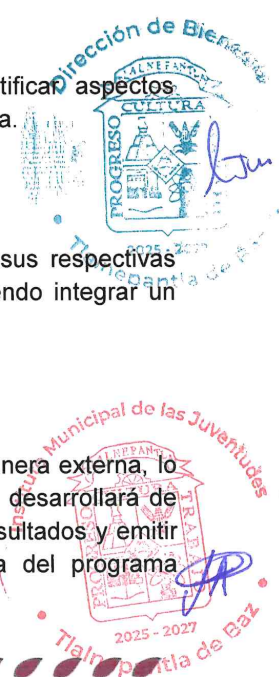 Dirección de Bienestar
tificar aspectos
a.
TLALNEPANTLA
CULTURA
PROGRESO
2025 - 2027
Tlalnepantla de
sus respectivas
endo integrar un
Instituto Municipal de las Juventudes
nera externa, lo
desarrollará de
sultados y emitir
a del programa
TLALNEPANTLA
PROGRESO
TRABAJO
2025 - 2027
Tlalnepantla de Baz